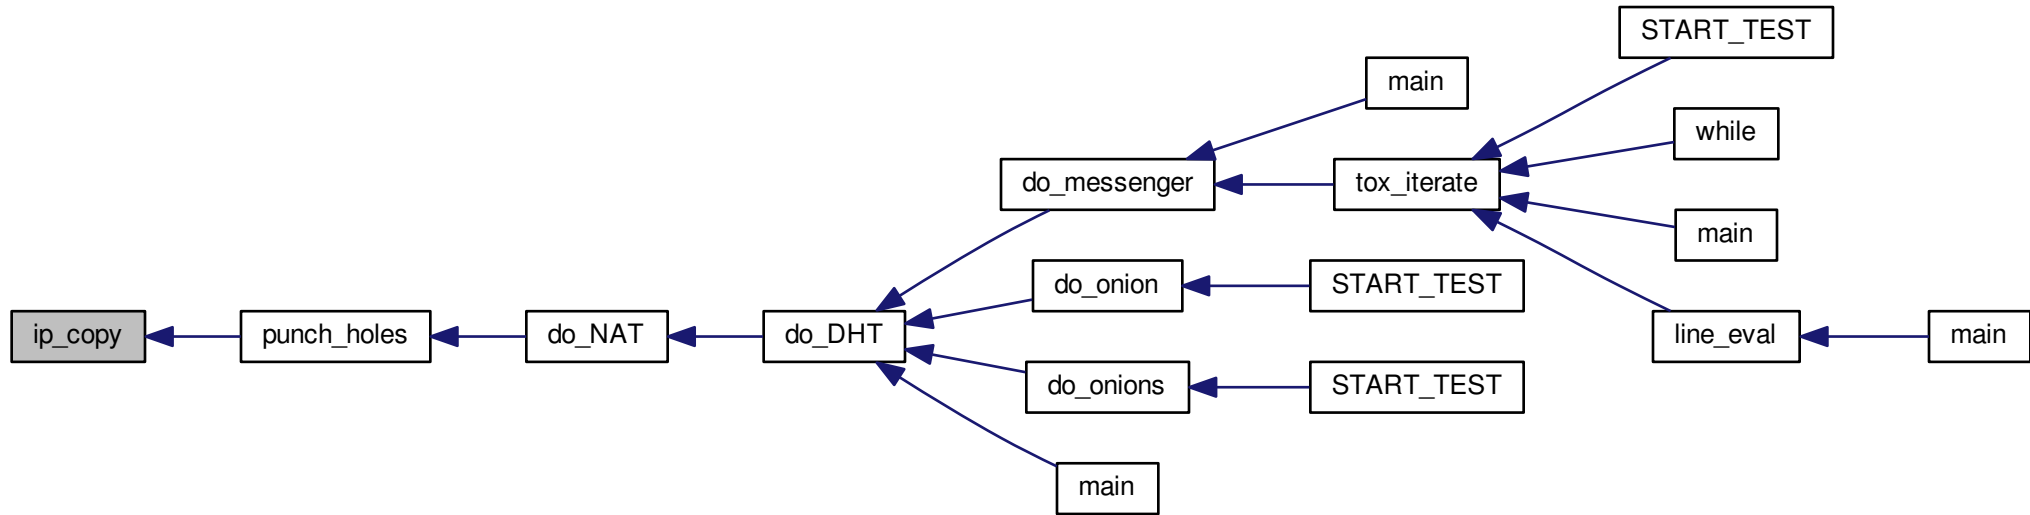 START_TEST
main
while
do_messenger
tox_iterate
main
do_onion
START_TEST
ip_copy
punch_holes
do_NAT
do_DHT
line_eval
main
do_onions
START_TEST
main